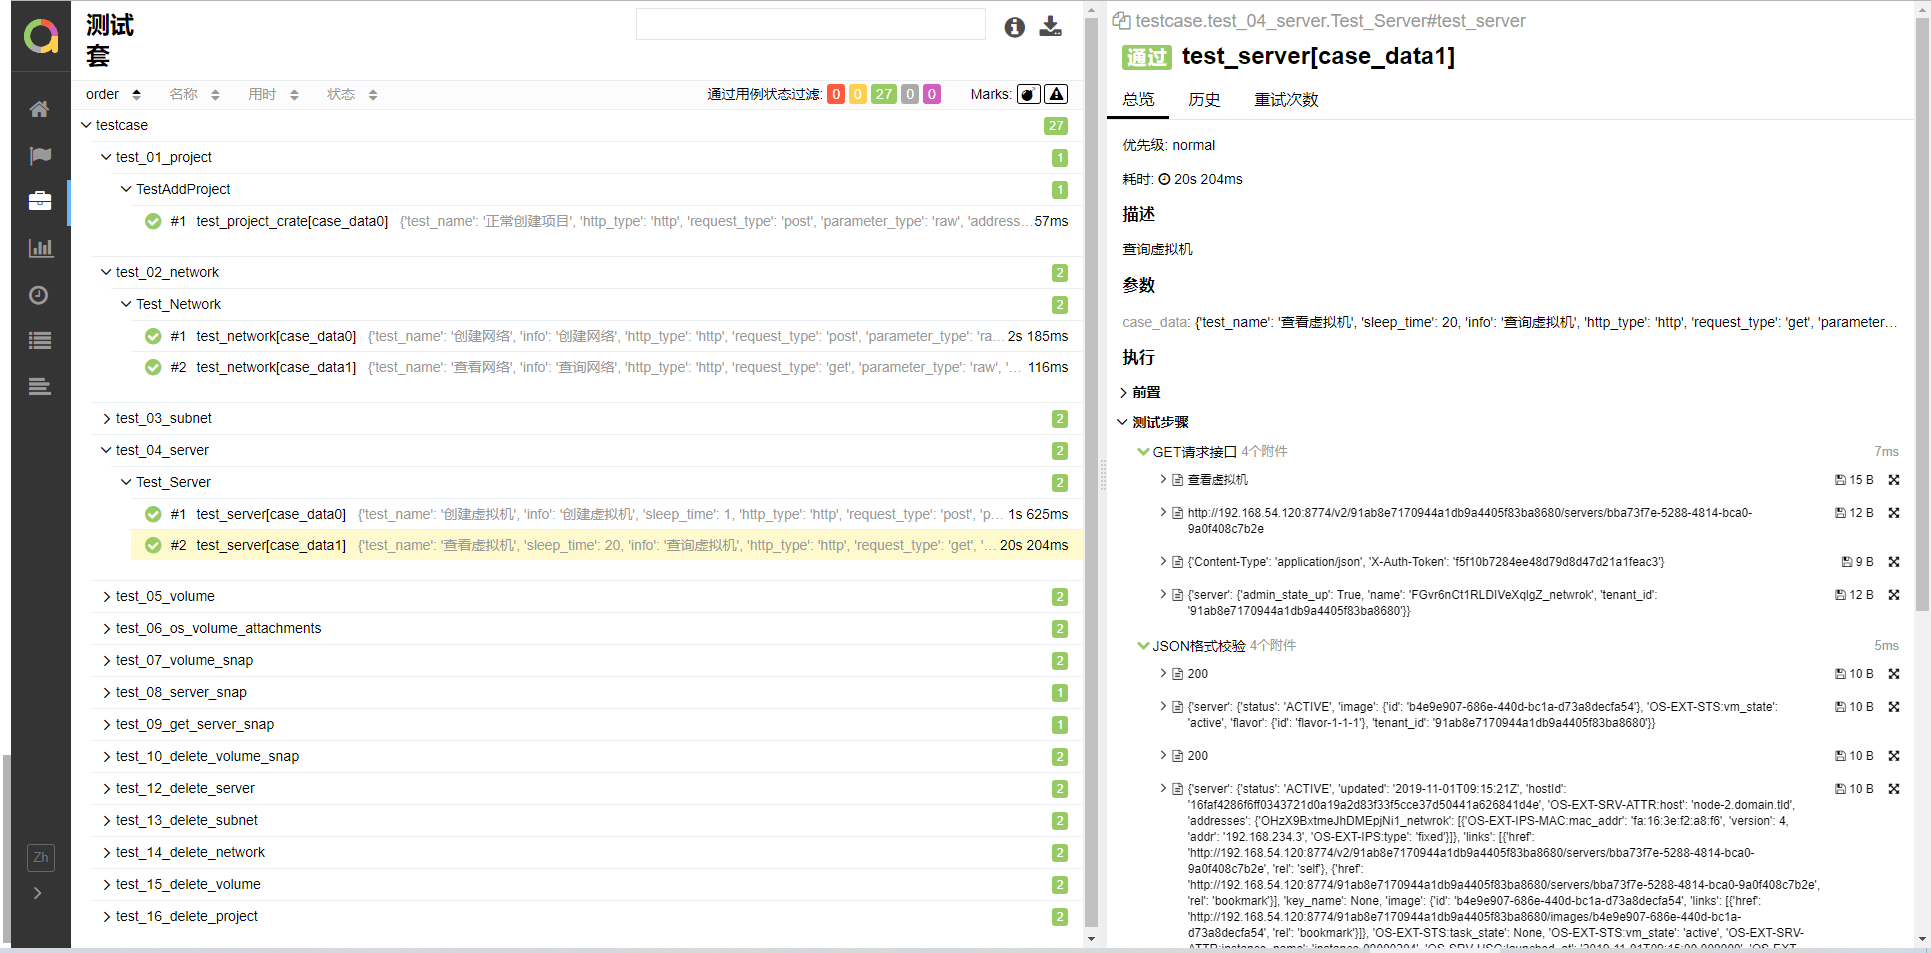 测试
套
order 名称 用时 状态 通过用例状态过滤: 0 0 27 0 0 Marks:
testcase 27
test_01_project 1
TestAddProject 1
#1 test_project_crate[case_data0] {'test_name': '正常创建项目', 'http_type': 'http', 'request_type': 'post', 'parameter_type': 'raw', 'address... 57ms
test_02_network 2
Test_Network 2
#1 test_network[case_data0] {'test_name': '创建网络', 'info': '创建网络', 'http_type': 'http', 'request_type': 'post', 'parameter_type': 'ra... 2s 185ms
#2 test_network[case_data1] {'test_name': '查看网络', 'info': '查询网络', 'http_type': 'http', 'request_type': 'get', 'parameter_type': 'raw', '... 116ms
test_03_subnet 2
test_04_server 2
Test_Server 2
#1 test_server[case_data0] {'test_name': '创建虚拟机', 'info': '创建虚拟机', 'sleep_time': 1, 'http_type': 'http', 'request_type': 'post', 'p... 1s 625ms
#2 test_server[case_data1] {'test_name': '查看虚拟机', 'sleep_time': 20, 'info': '查询虚拟机', 'http_type': 'http', 'request_type': 'get', '... 20s 204ms
test_05_volume 2
test_06_os_volume_attachments 2
test_07_volume_snap 2
test_08_server_snap 1
test_09_get_server_snap 1
test_10_delete_volume_snap 2
test_12_delete_server 2
test_13_delete_subnet 2
test_14_delete_network 2
test_15_delete_volume 2
test_16_delete_project 2
Zh
testcase.test_04_server.Test_Server#test_server
通过 test_server[case_data1]
总览 历史 重试次数
优先级: normal
耗时: 20s 204ms
描述
查询虚拟机
参数
case_data: {'test_name': '查看虚拟机', 'sleep_time': 20, 'info': '查询虚拟机', 'http_type': 'http', 'request_type': 'get', 'parameter...
执行
前置
测试步骤
GET请求接口 4个附件 7ms
查看虚拟机 15 B
http://192.168.54.120:8774/v2/91ab8e7170944a1db9a4405f83ba8680/servers/bba73f7e-5288-4814-bca0- 12 B
9a0f408c7b2e
{'Content-Type': 'application/json', 'X-Auth-Token': 'f5f10b7284ee48d79d8d47d21a1feac3'} 9 B
{'server': {'admin_state_up': True, 'name': 'FGvr6nCt1RLDIVeXqlgZ_netwrok', 'tenant_id': 12 B
'91ab8e7170944a1db9a4405f83ba8680'}}
JSON格式校验 4个附件 5ms
200 10 B
{'server': {'status': 'ACTIVE', 'image': {'id': 'b4e9e907-686e-440d-bc1a-d73a8decfa54'}, 'OS-EXT-STS:vm_state': 10 B
'active', 'flavor': {'id': 'flavor-1-1-1'}, 'tenant_id': '91ab8e7170944a1db9a4405f83ba8680'}}
200 10 B
{'server': {'status': 'ACTIVE', 'updated': '2019-11-01T09:15:21Z', 'hostId': 10 B
'16faf4286f6ff0343721d0a19a2d83f33f5cce37d50441a626841d4e', 'OS-EXT-SRV-ATTR:host': 'node-2.domain.tld',
'addresses': {'OHzX9BxtmeJhDMEpjNi1_netwrok': [{'OS-EXT-IPS-MAC:mac_addr': 'fa:16:3e:f2:a8:f6', 'version': 4,
'addr': '192.168.234.3', 'OS-EXT-IPS:type': 'fixed'}]}, 'links': [{'href':
'http://192.168.54.120:8774/v2/91ab8e7170944a1db9a4405f83ba8680/servers/bba73f7e-5288-4814-bca0-
9a0f408c7b2e', 'rel': 'self'}, {'href':
'http://192.168.54.120:8774/91ab8e7170944a1db9a4405f83ba8680/servers/bba73f7e-5288-4814-bca0-9a0f408c7b2e',
'rel': 'bookmark'}], 'key_name': None, 'image': {'id': 'b4e9e907-686e-440d-bc1a-d73a8decfa54', 'links': [{'href':
'http://192.168.54.120:8774/91ab8e7170944a1db9a4405f83ba8680/images/b4e9e907-686e-440d-bc1a-
d73a8decfa54', 'rel': 'bookmark'}]}, 'OS-EXT-STS:task_state': None, 'OS-EXT-STS:vm_state': 'active', 'OS-EXT-SRV-